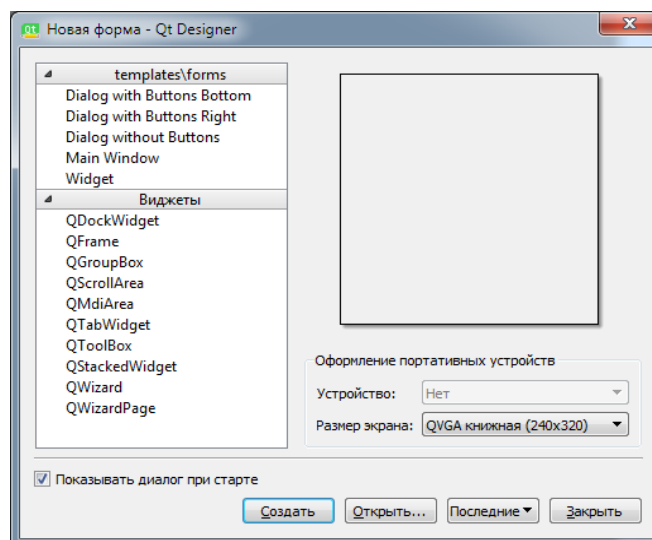 Qt Новая форма - Qt Designer
templates\forms
Dialog with Buttons Bottom
Dialog with Buttons Right
Dialog without Buttons
Main Window
Widget
Виджеты
QDockWidget
QFrame
QGroupBox
QScrollArea
QMdiArea
QTabWidget
QToolBox
QStackedWidget
QWizard
QWizardPage
Оформление портативных устройств
Устройство: Нет
Размер экрана: QVGA книжная (240x320)
Показывать диалог при старте
Создать Открыть... Последние Закрыть